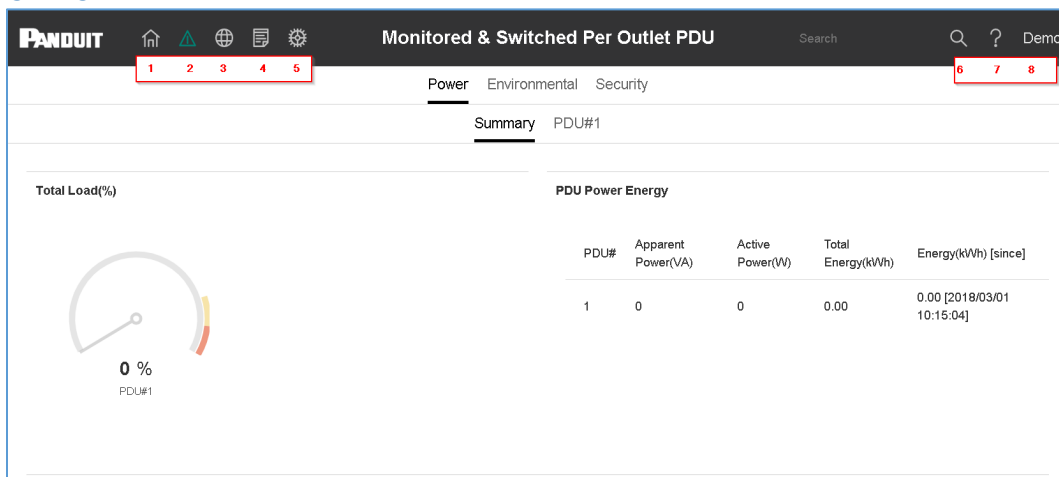 PANDUIT Monitored & Switched Per Outlet PDU Search ? Demo
1 2 3 4 5 6 7 8
Power Environmental Security
Summary PDU#1
Total Load(%)
0 %
PDU#1
PDU Power Energy
PDU# Apparent Power(VA) Active Power(W) Total Energy(kWh) Energy(kWh) [since]
1 0 0 0.00 0.00 [2018/03/01 10:15:04]